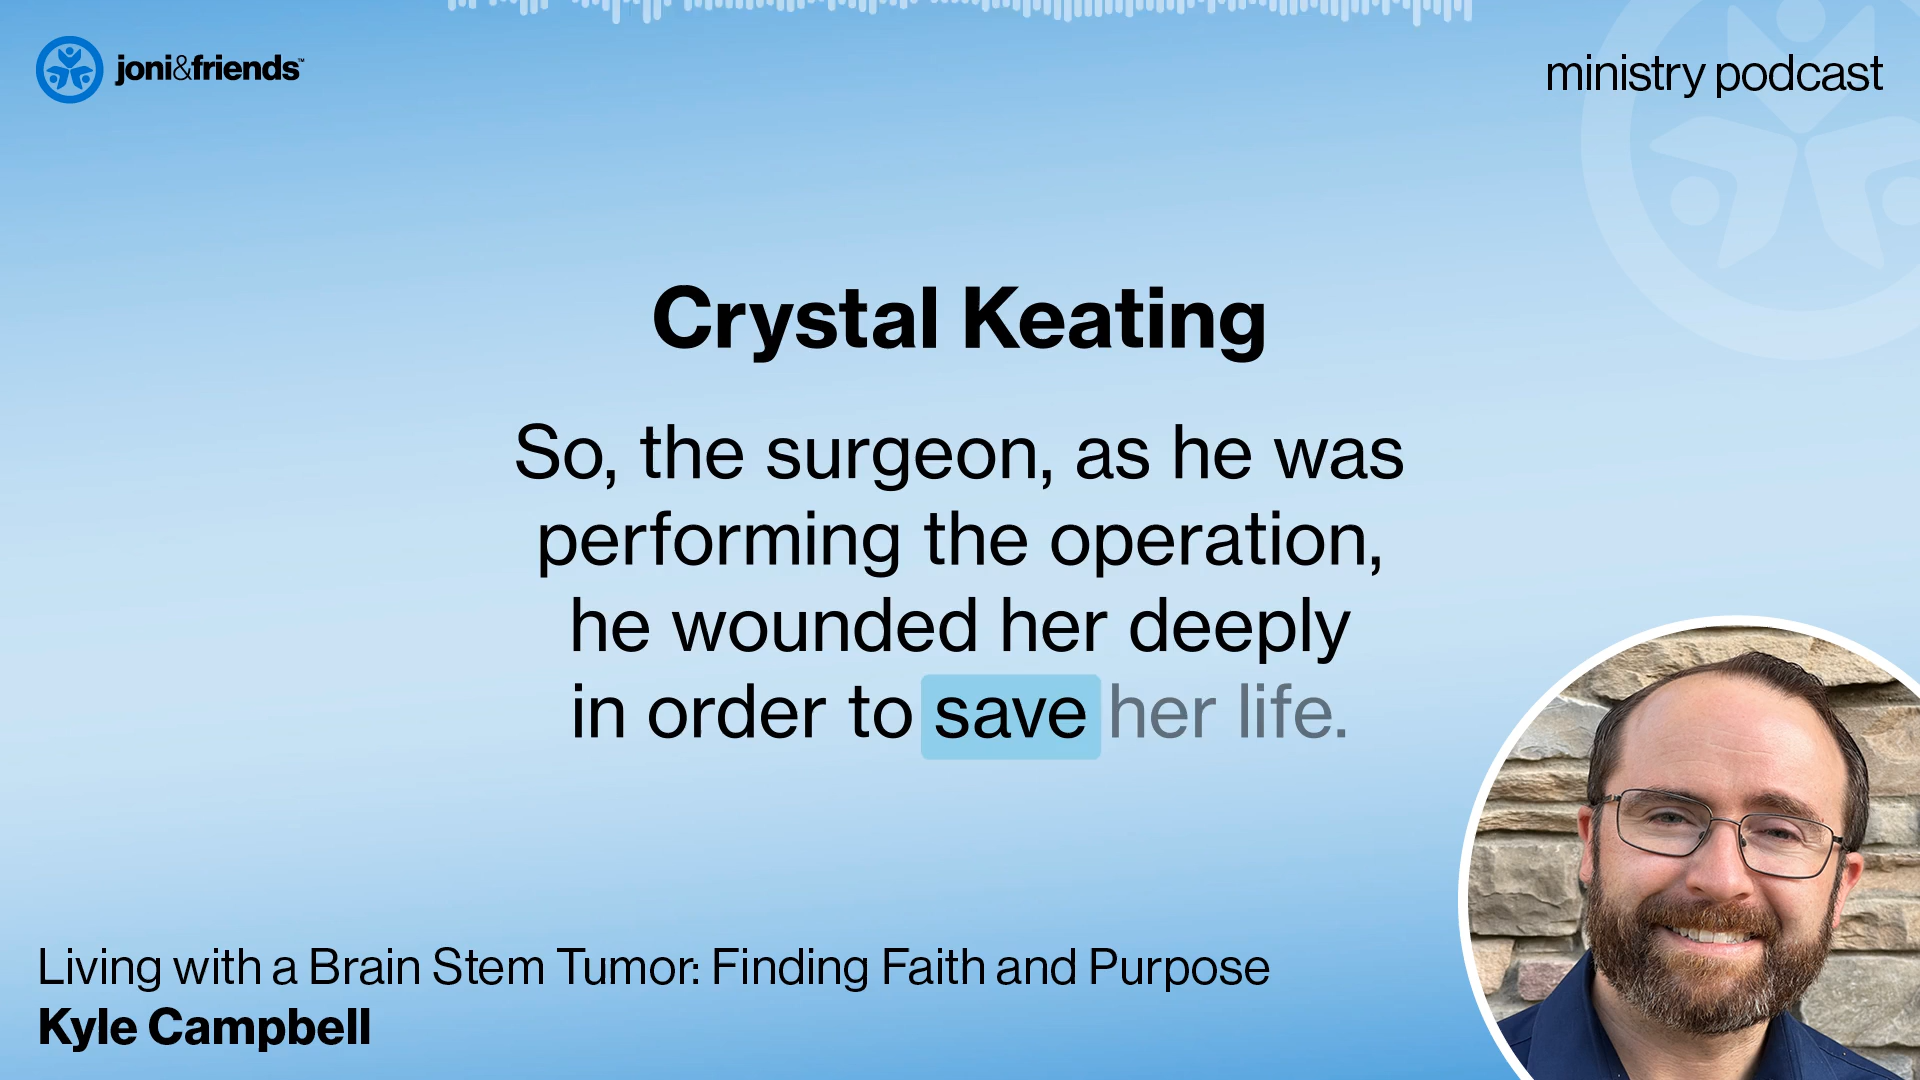 joni&friends™
ministry podcast
Crystal Keating
So, the surgeon, as he was
performing the operation,
he wounded her deeply
in order to save her life.
Living with a Brain Stem Tumor: Finding Faith and Purpose
Kyle Campbell